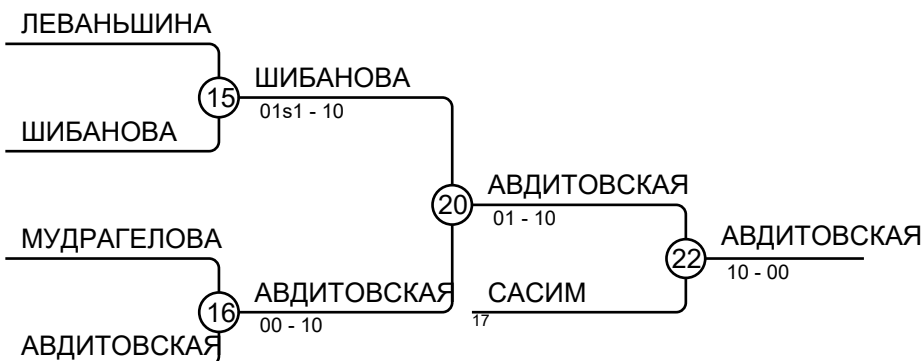 ЛЕВАНЬШИНА
15
ШИБАНОВА
01s1 - 10
ШИБАНОВА
20
АВДИТОВСКАЯ
01 - 10
МУДРАГЕЛОВА
22
АВДИТОВСКАЯ
10 - 00
16
АВДИТОВСКАЯ
00 - 10
САСИМ
17
АВДИТОВСКАЯ